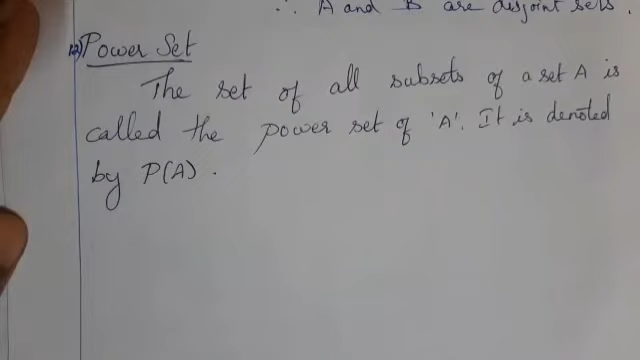 ∴ A and B are disjoint sets.
12) Power Set
The set of all subsets of a set A is
called the power set of 'A'. It is denoted
by P(A).